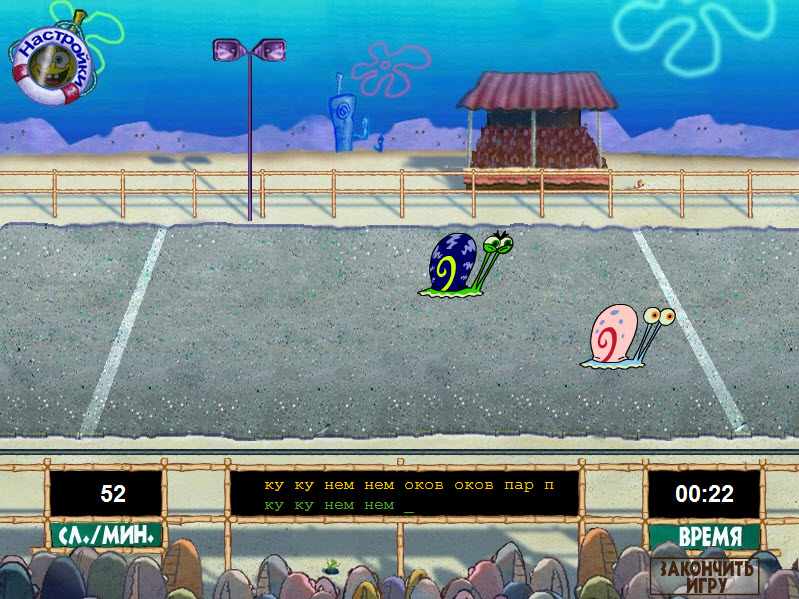 Настройки
ку ку нем нем оков оков пар п
ку ку нем нем _
52
00:22
СЛ./МИН.
ВРЕМЯ
ЗАКОНЧИТЬ
ИГРУ